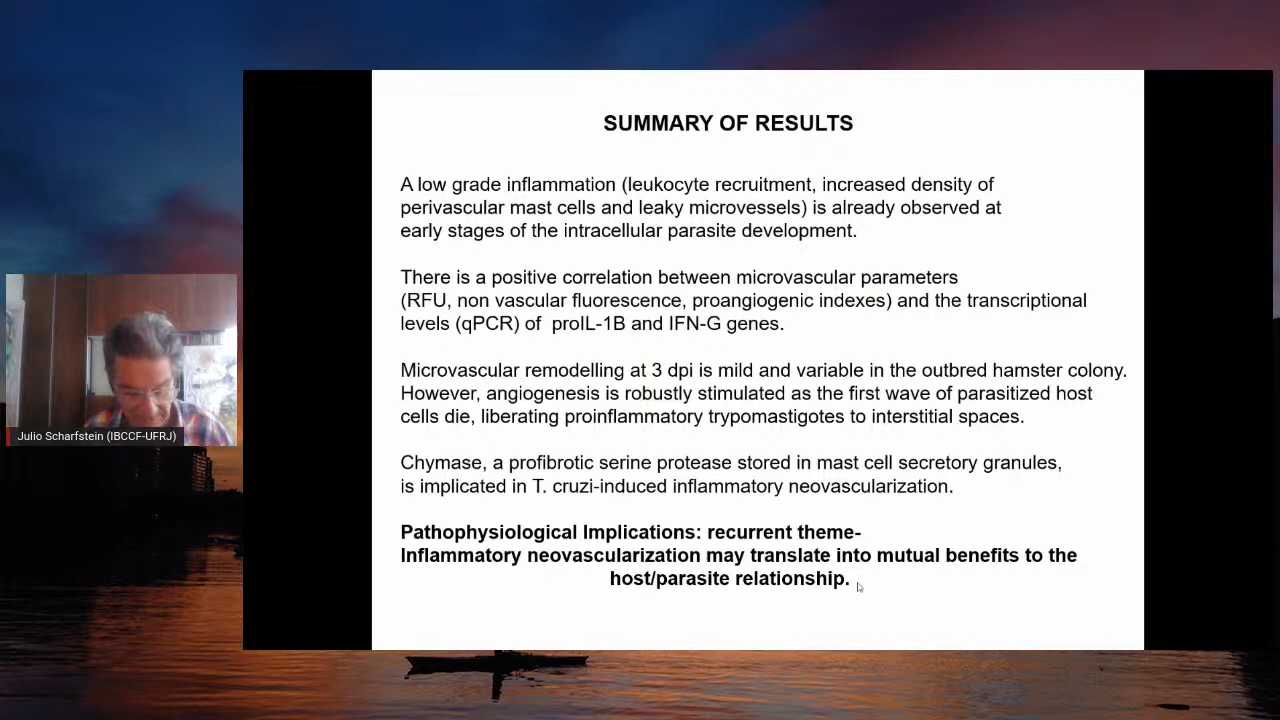 SUMMARY OF RESULTS
A low grade inflammation (leukocyte recruitment, increased density of
perivascular mast cells and leaky microvessels) is already observed at
early stages of the intracellular parasite development.
There is a positive correlation between microvascular parameters
(RFU, non vascular fluorescence, proangiogenic indexes) and the transcriptional
levels (qPCR) of  proIL-1B and IFN-G genes.
Microvascular remodelling at 3 dpi is mild and variable in the outbred hamster colony.
However, angiogenesis is robustly stimulated as the first wave of parasitized host
cells die, liberating proinflammatory trypomastigotes to interstitial spaces.
Chymase, a profibrotic serine protease stored in mast cell secretory granules,
is implicated in T. cruzi-induced inflammatory neovascularization.
Pathophysiological Implications: recurrent theme-
Inflammatory neovascularization may translate into mutual benefits to the
host/parasite relationship.
Julio Scharfstein (IBCCF-UFRJ)